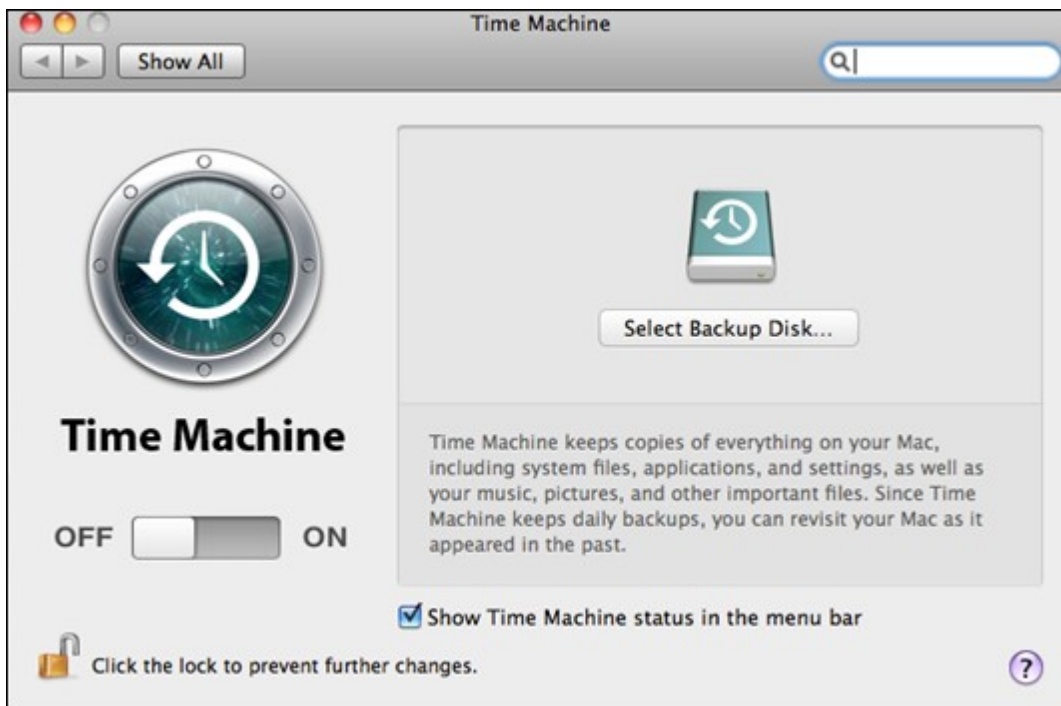 Time Machine
Show All
Select Backup Disk...
Time Machine
Time Machine keeps copies of everything on your Mac,
including system files, applications, and settings, as well as
your music, pictures, and other important files. Since Time
Machine keeps daily backups, you can revisit your Mac as it
appeared in the past.
OFF ON
Show Time Machine status in the menu bar
Click the lock to prevent further changes.
?